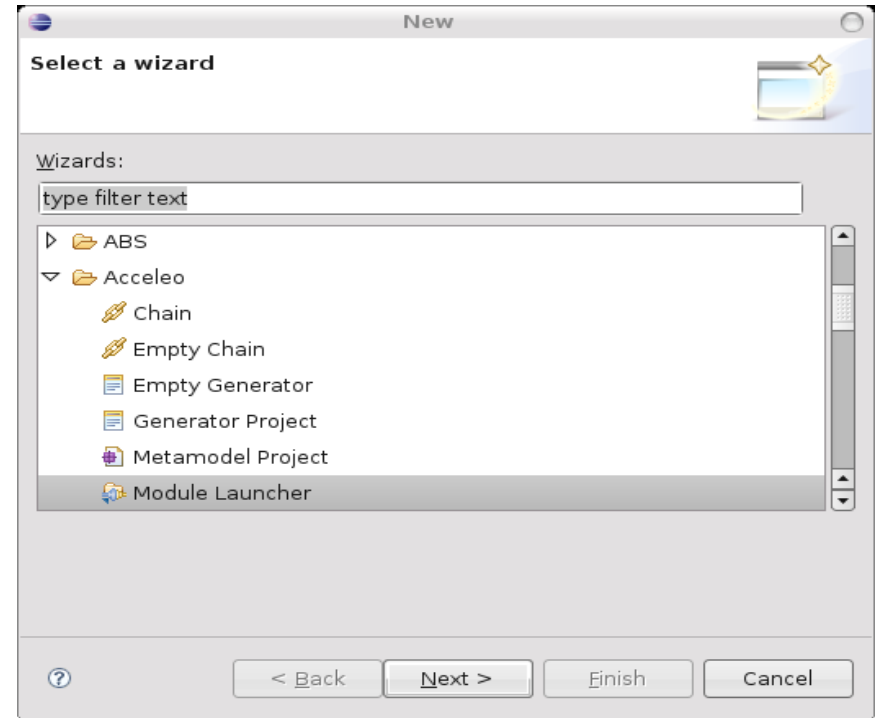 New
Select a wizard
Wizards:
type filter text
ABS
Acceleo
Chain
Empty Chain
Empty Generator
Generator Project
Metamodel Project
Module Launcher
? < Back Next > Finish Cancel